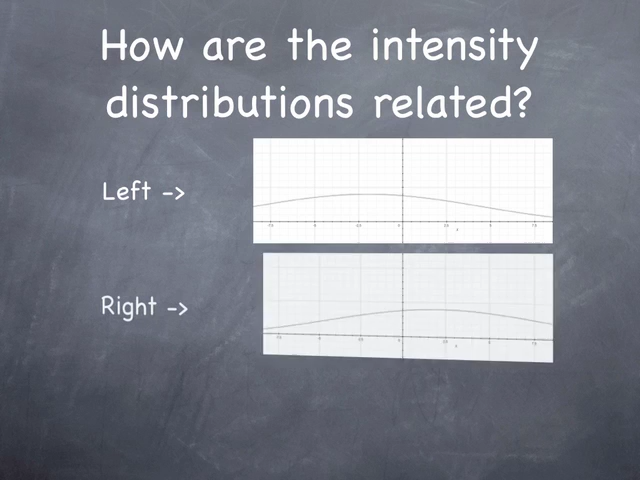 How are the intensity
distributions related?
Left ->
Right ->